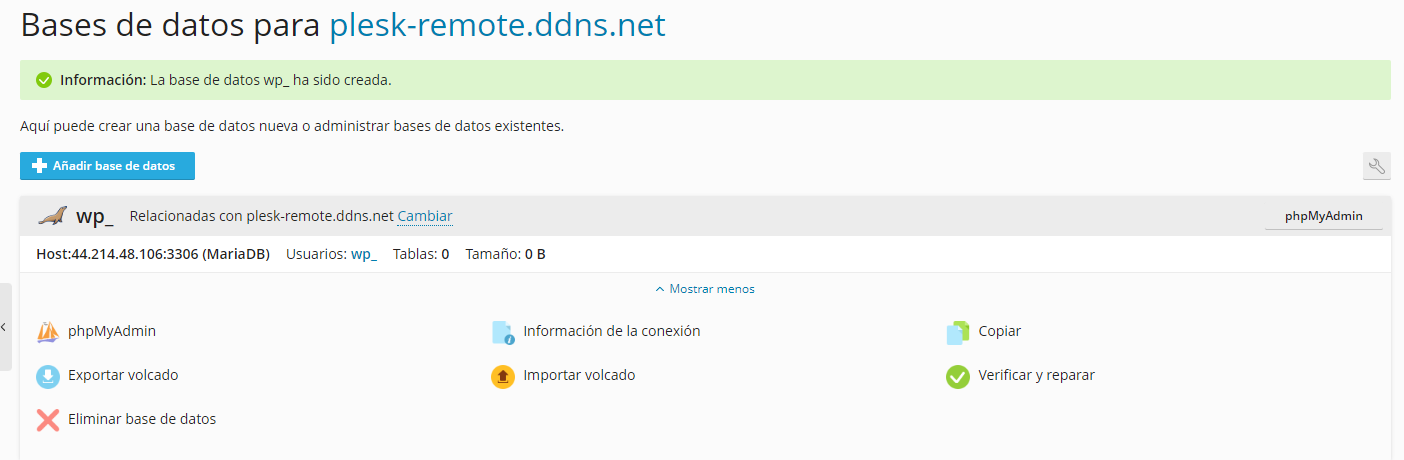 Bases de datos para plesk-remote.ddns.net
Información: La base de datos wp_ ha sido creada.
Aquí puede crear una base de datos nueva o administrar bases de datos existentes.
Añadir base de datos
wp_ Relacionadas con plesk-remote.ddns.net Cambiar phpMyAdmin
Host:44.214.48.106:3306 (MariaDB) Usuarios: wp_ Tablas: 0 Tamaño: 0 B
Mostrar menos
phpMyAdmin Información de la conexión Copiar
Exportar volcado Importar volcado Verificar y reparar
Eliminar base de datos